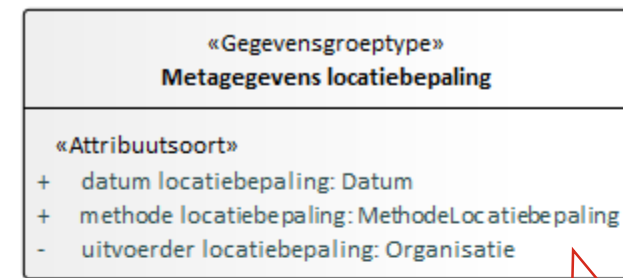 «Gegevensgroeptype»
Metagegevens locatiebepaling
«Attribuutsoort»
+ datum locatiebepaling: Datum
+ methode locatiebepaling: MethodeLocatiebepaling
- uitvoerder locatiebepaling: Organisatie